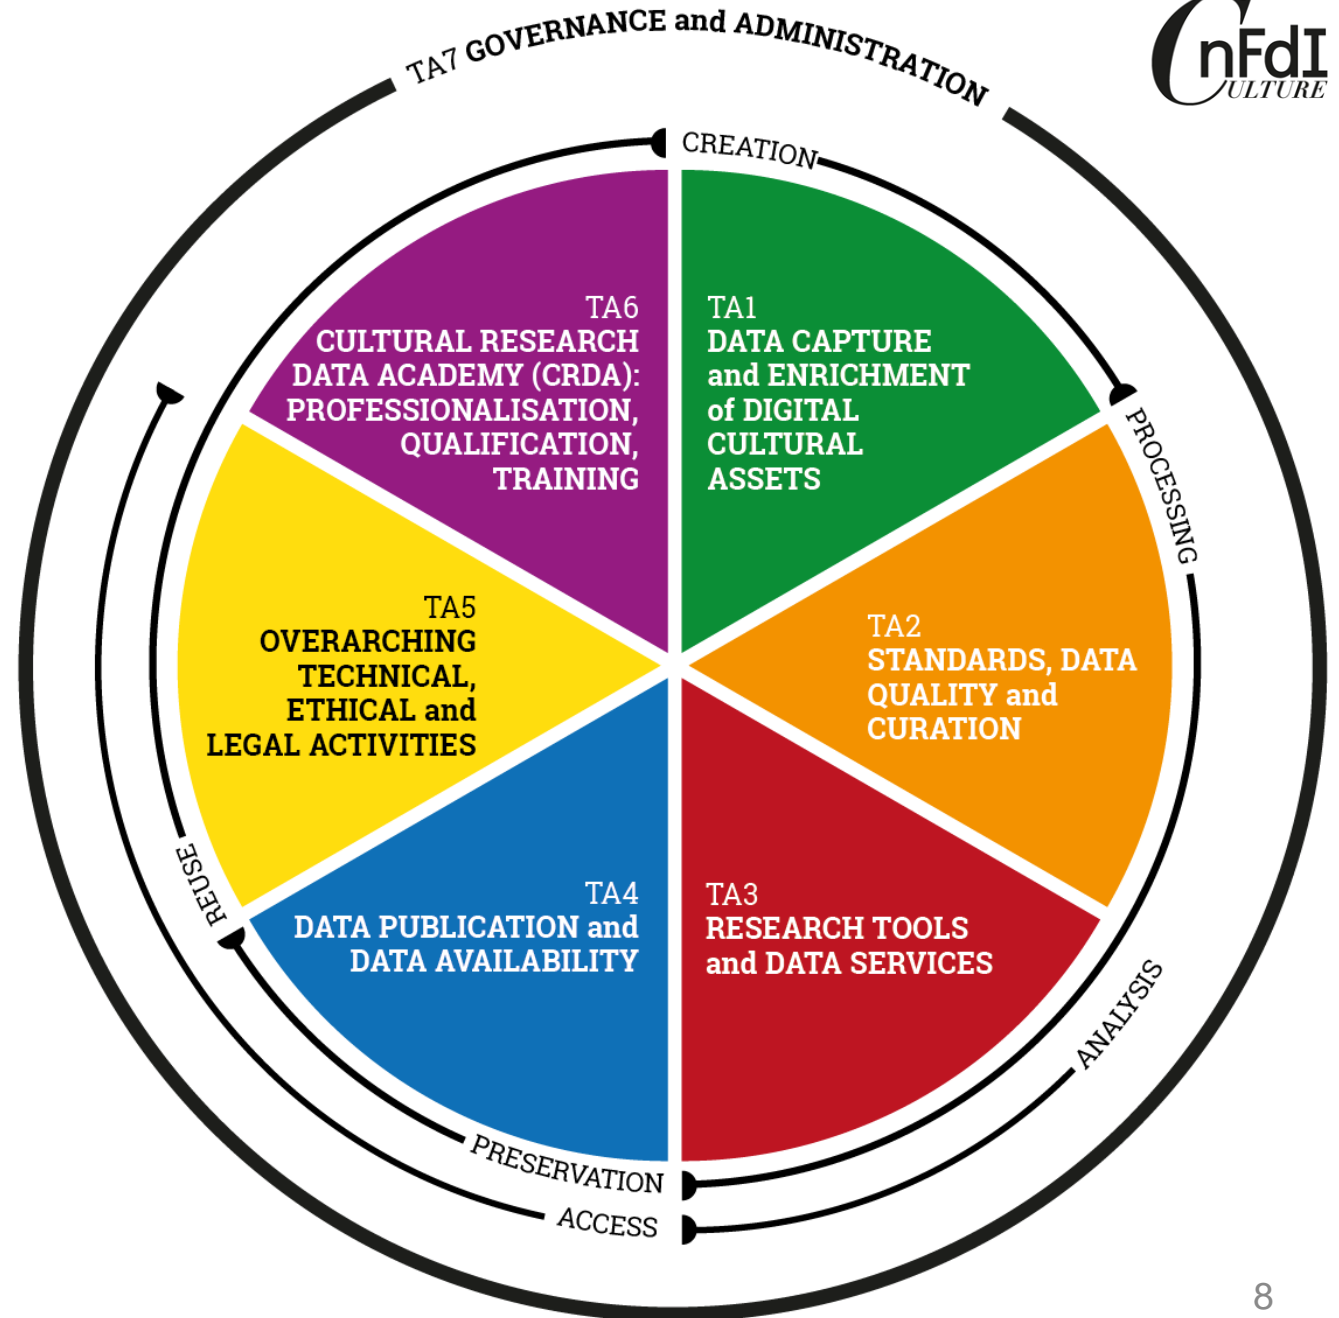 TA7 GOVERNANCE and ADMINISTRATION
CnFdI
CULTURE
CREATION
TA6
CULTURAL RESEARCH
DATA ACADEMY (CRDA):
PROFESSIONALISATION,
QUALIFICATION,
TRAINING
TA1
DATA CAPTURE
and ENRICHMENT
of DIGITAL
CULTURAL
ASSETS
PROCESSING
TA5
OVERARCHING
TECHNICAL,
ETHICAL and
LEGAL ACTIVITIES
TA2
STANDARDS, DATA
QUALITY and
CURATION
REUSE
TA4
DATA PUBLICATION and
DATA AVAILABILITY
TA3
RESEARCH TOOLS
and DATA SERVICES
ANALYSIS
PRESERVATION
ACCESS
8